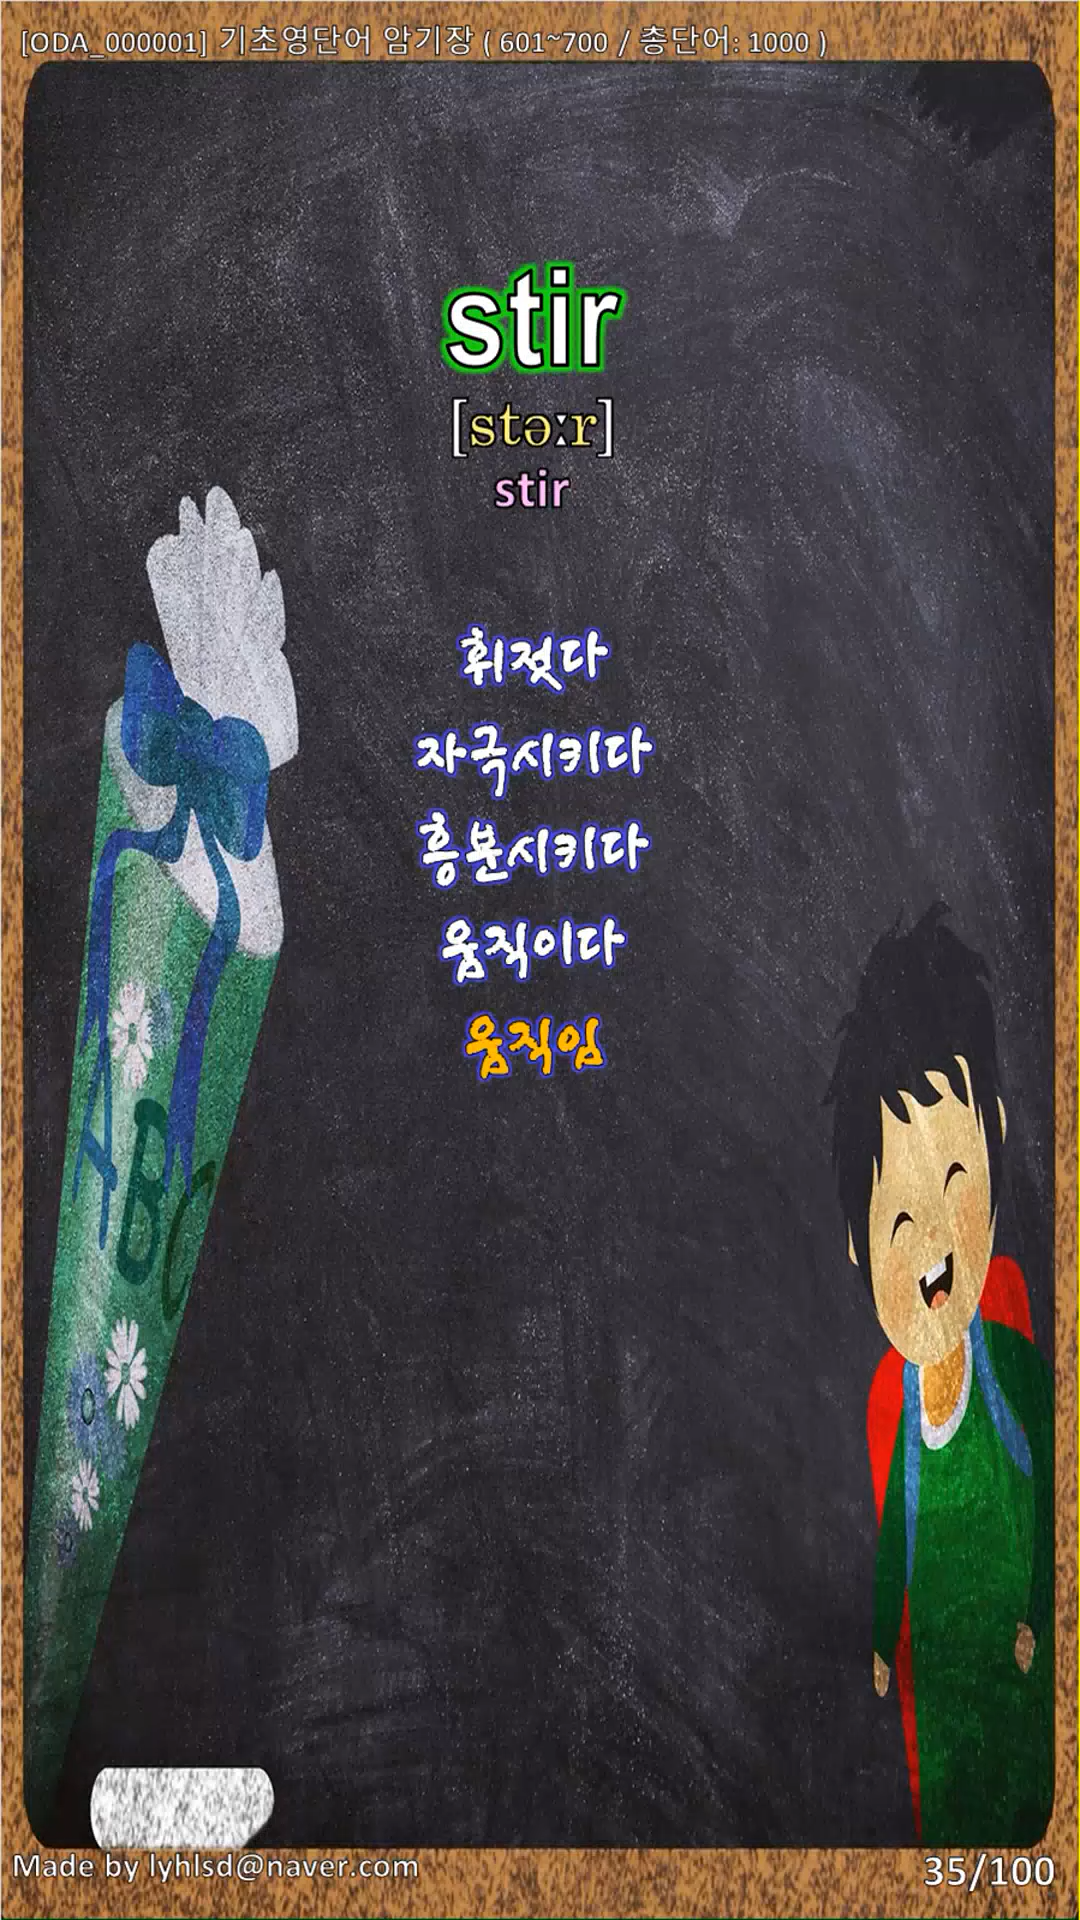 [ODA_000001] 기초영단어 암기장 ( 601~700 / 총단어: 1000 )
stir
[stəːr]
stir
휘젔다
자극시키다
흥분시키다
움직이다
움직임
ABC
Made by lyhlsd@naver.com
35/100